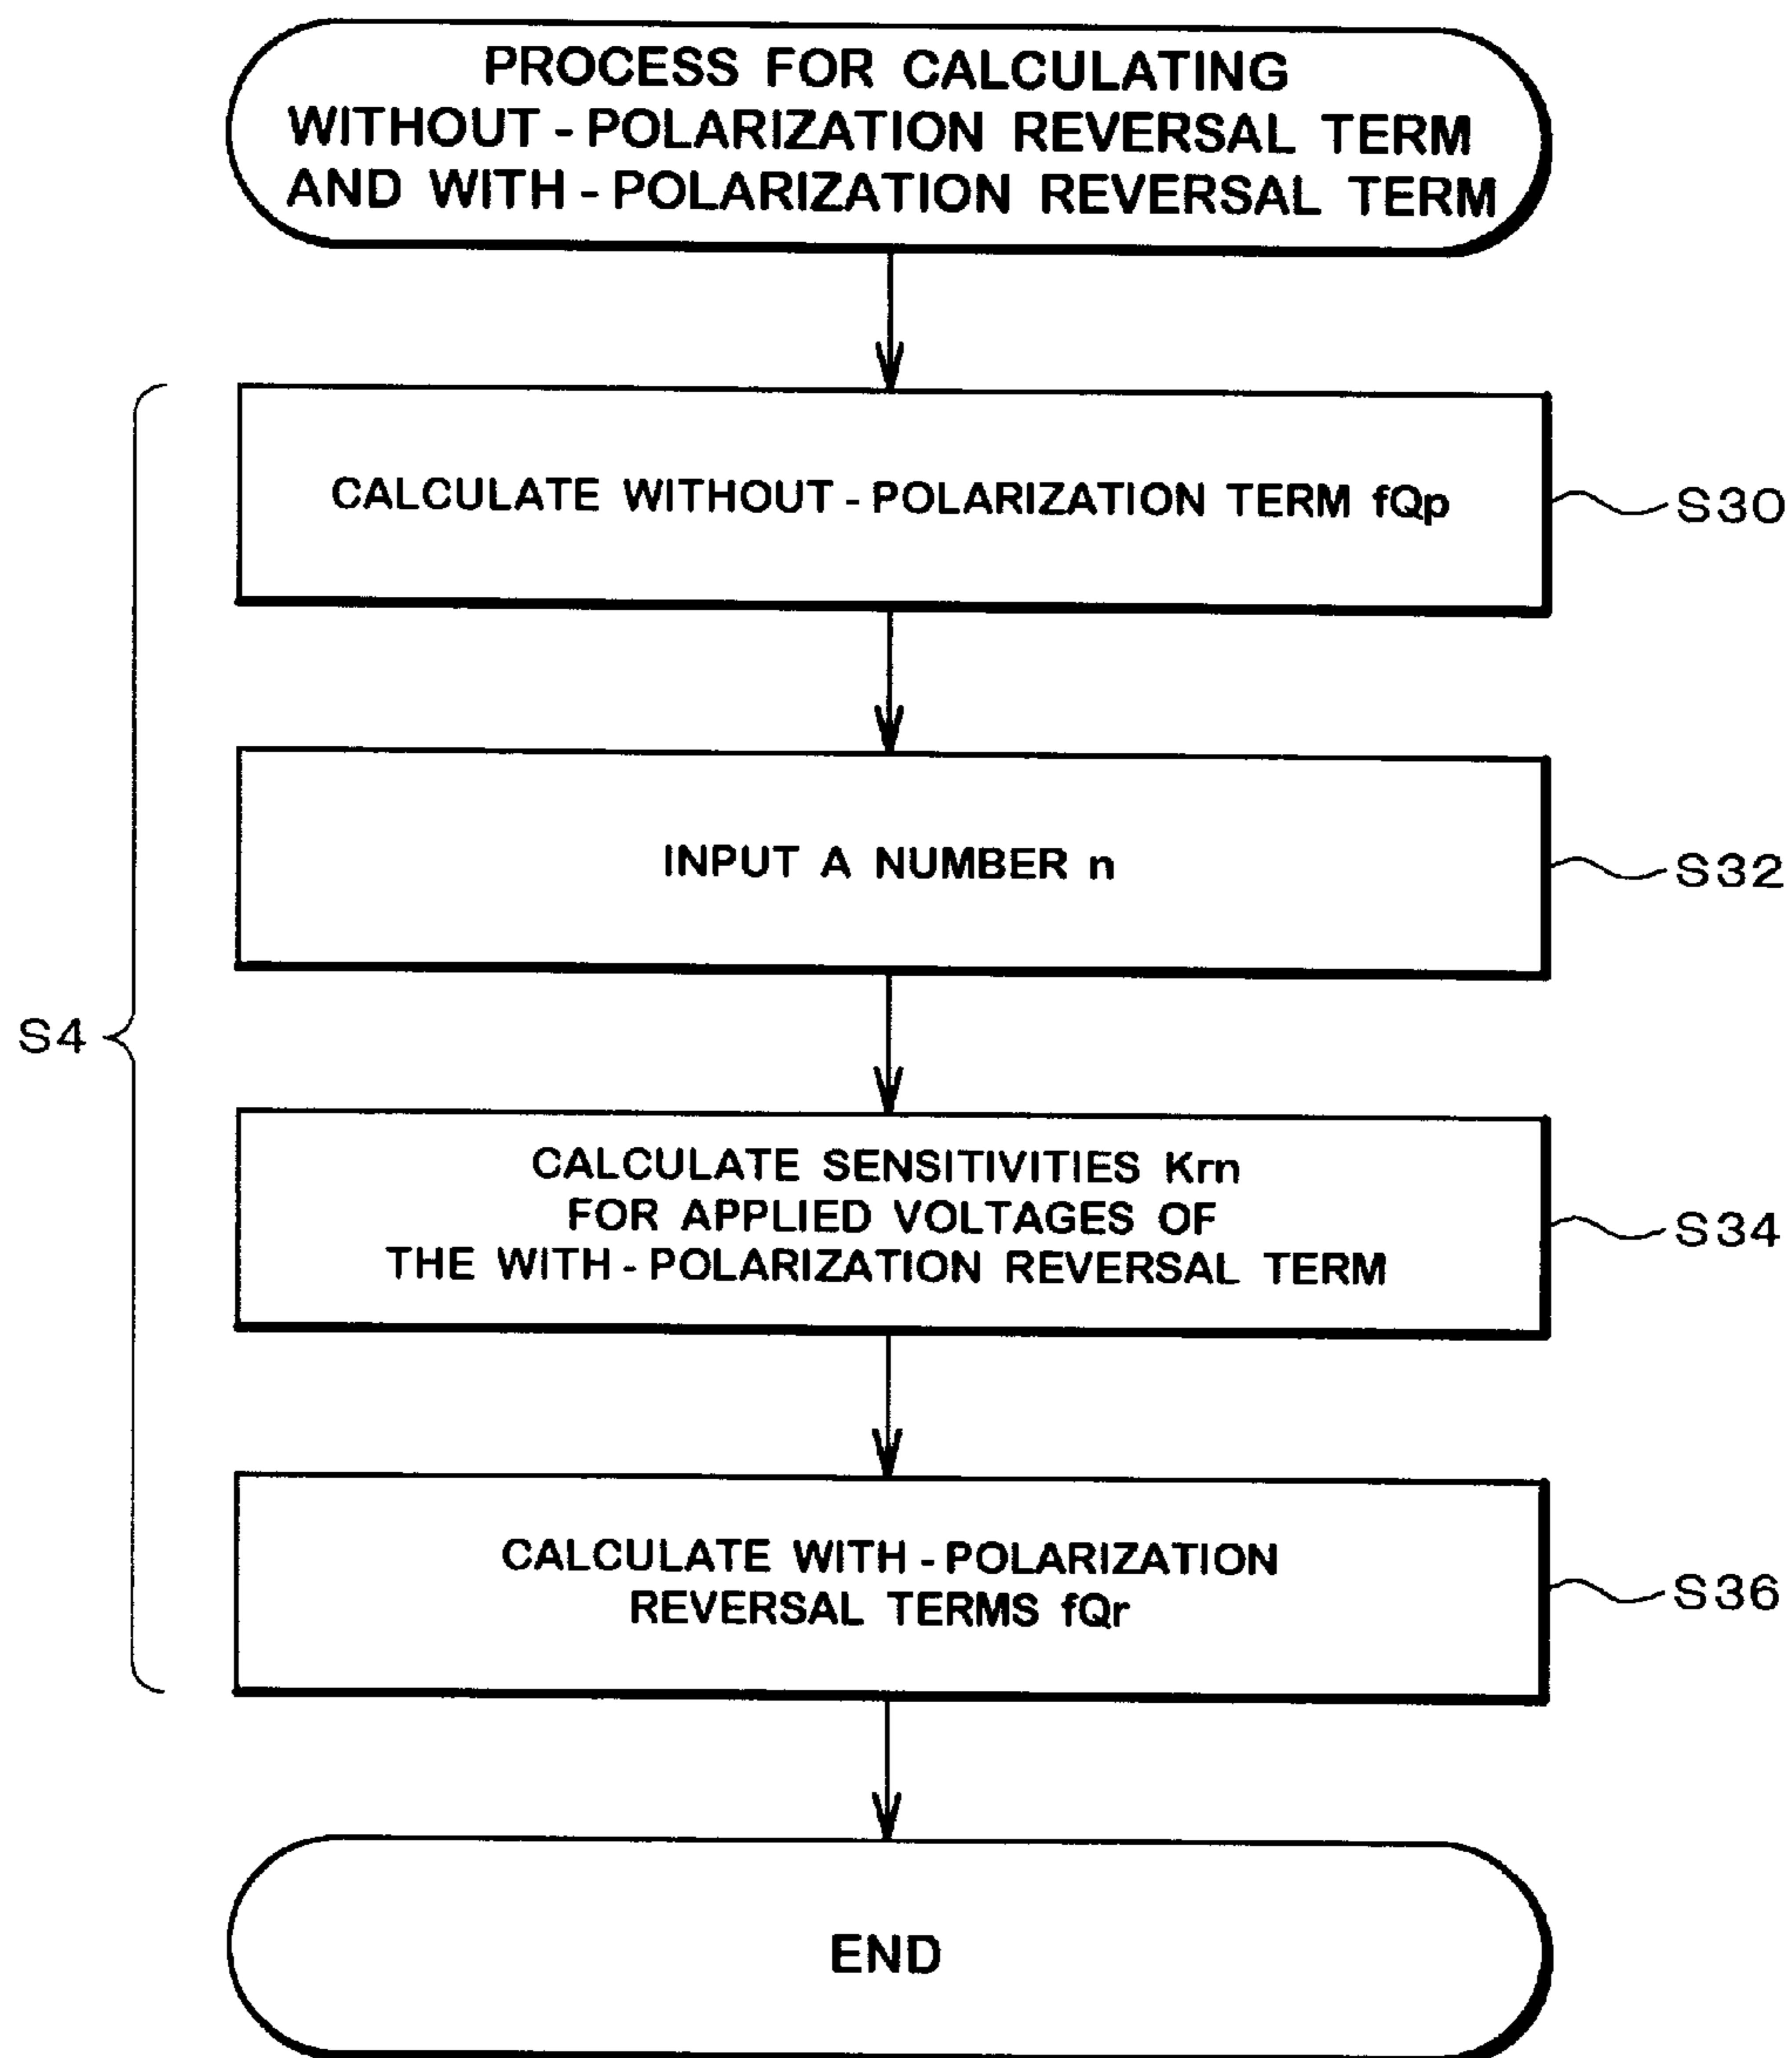 PROCESS FOR CALCULATING
WITHOUT-POLARIZATION REVERSAL TERM
AND WITH-POLARIZATION REVERSAL TERM
CALCULATE WITHOUT-POLARIZATION TERM fQp
S30
INPUT A NUMBER n
S32
S4
CALCULATE SENSITIVITIES Krn
FOR APPLIED VOLTAGES OF
THE WITH-POLARIZATION REVERSAL TERM
S34
CALCULATE WITH-POLARIZATION
REVERSAL TERMS fQr
S36
END